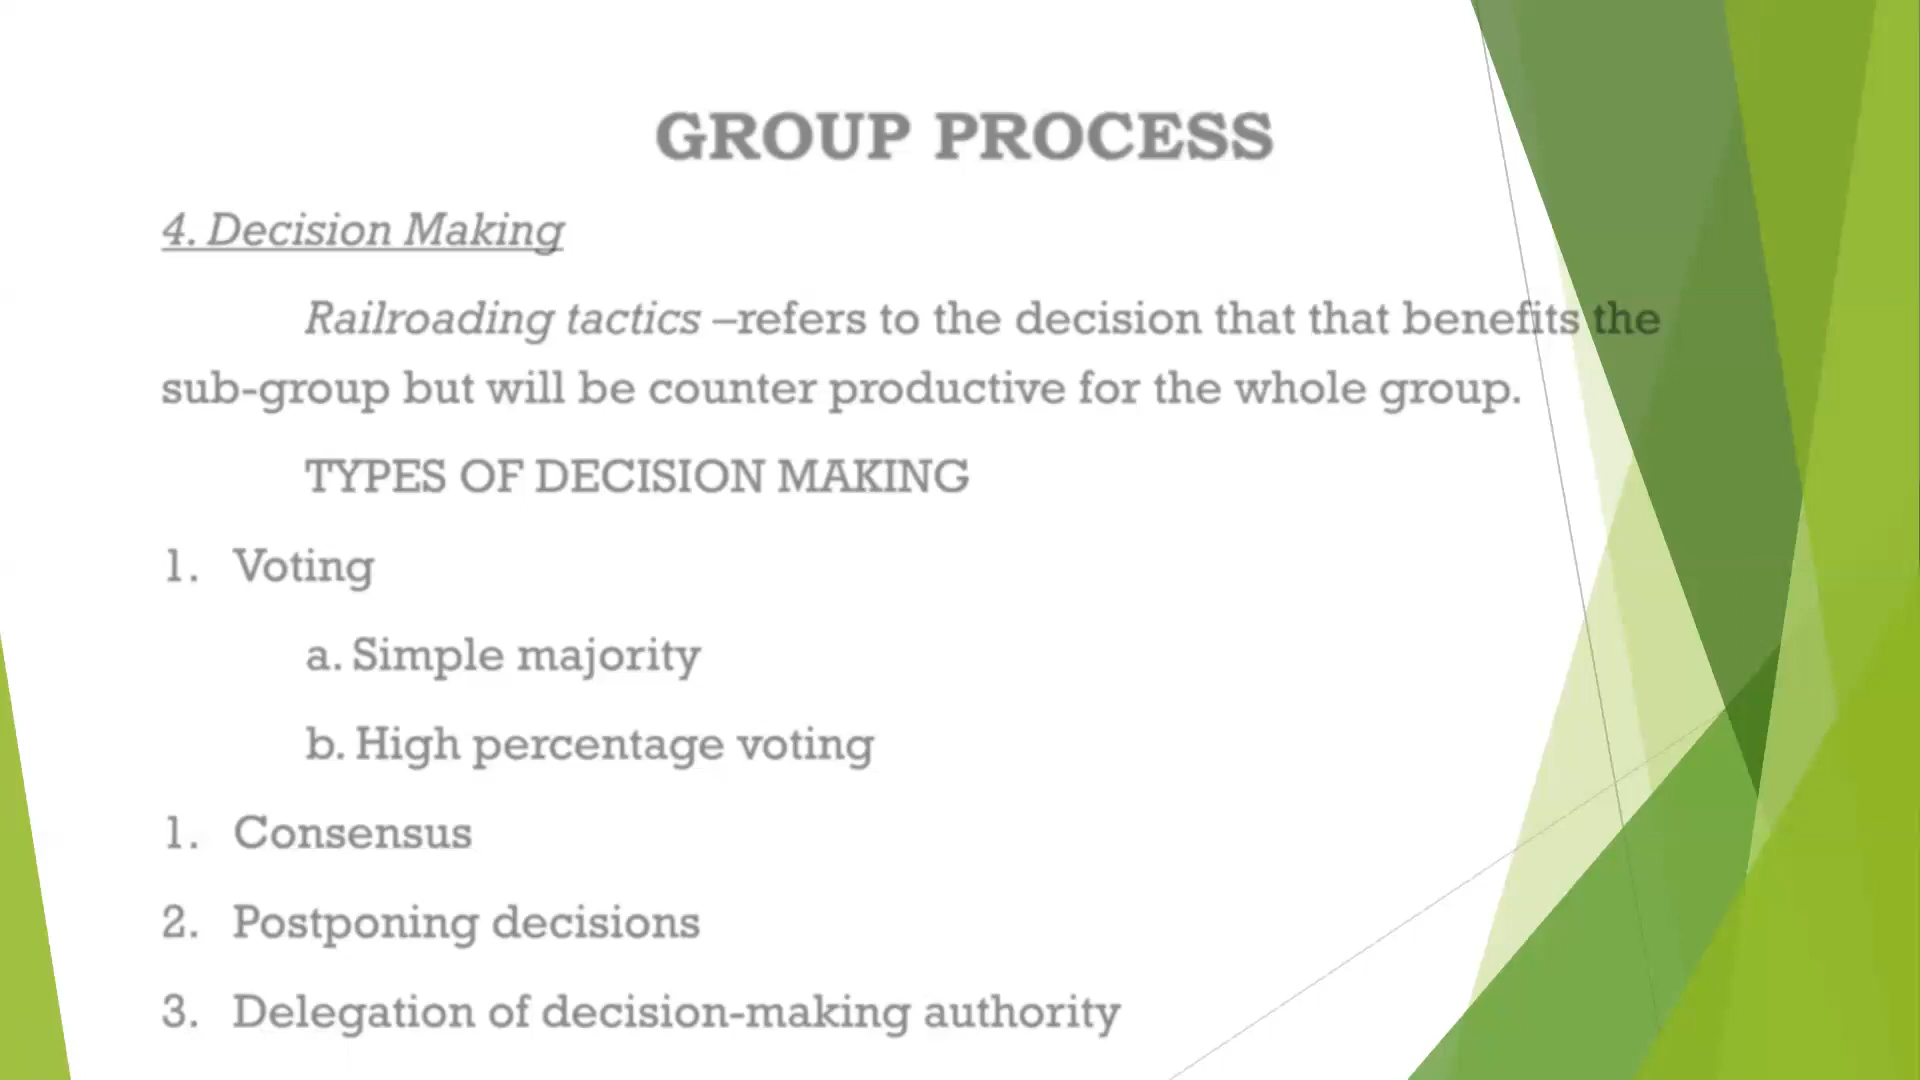 GROUP PROCESS
4. Decision Making
Railroading tactics –refers to the decision that that benefits the
sub-group but will be counter productive for the whole group.
TYPES OF DECISION MAKING
1. Voting
a. Simple majority
b. High percentage voting
1. Consensus
2. Postponing decisions
3. Delegation of decision-making authority